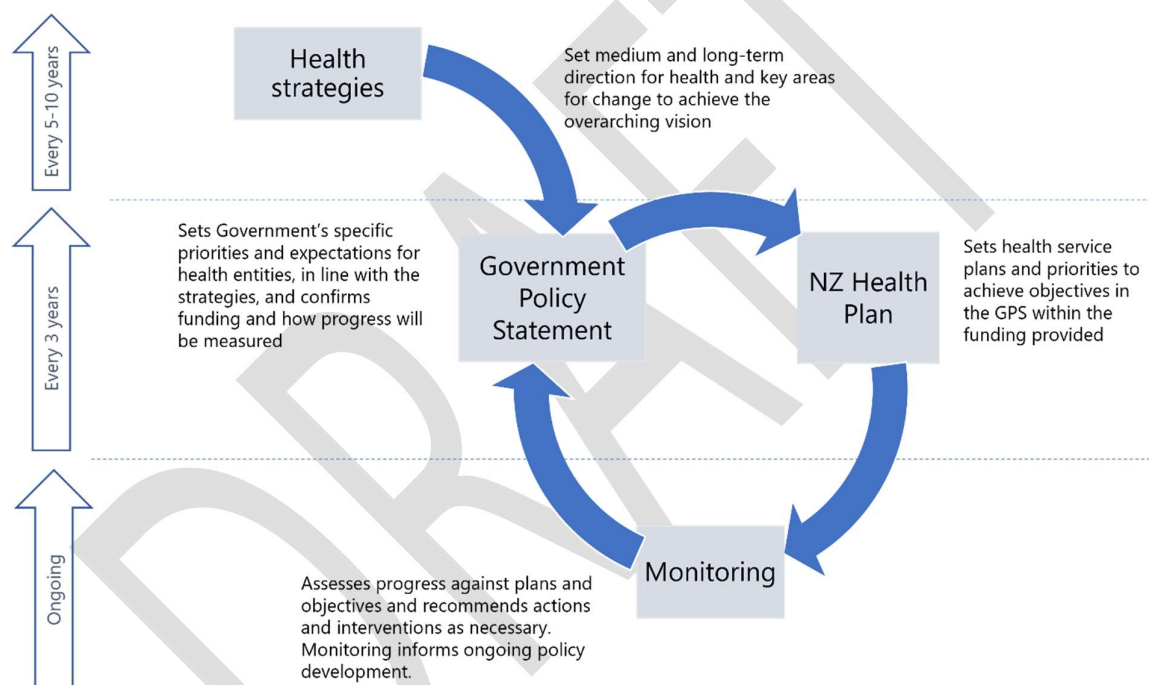 Every 5-10 years
Health
strategies
Set medium and long-term
direction for health and key areas
for change to achieve the
overarching vision
Every 3 years
Sets Government’s specific
priorities and expectations for
health entities, in line with the
strategies, and confirms
funding and how progress will
be measured
Government
Policy
Statement
NZ Health
Plan
Sets health service
plans and priorities to
achieve objectives in
the GPS within the
funding provided
Ongoing
Assesses progress against plans and
objectives and recommends actions
and interventions as necessary.
Monitoring informs ongoing policy
development.
Monitoring
DRAFT